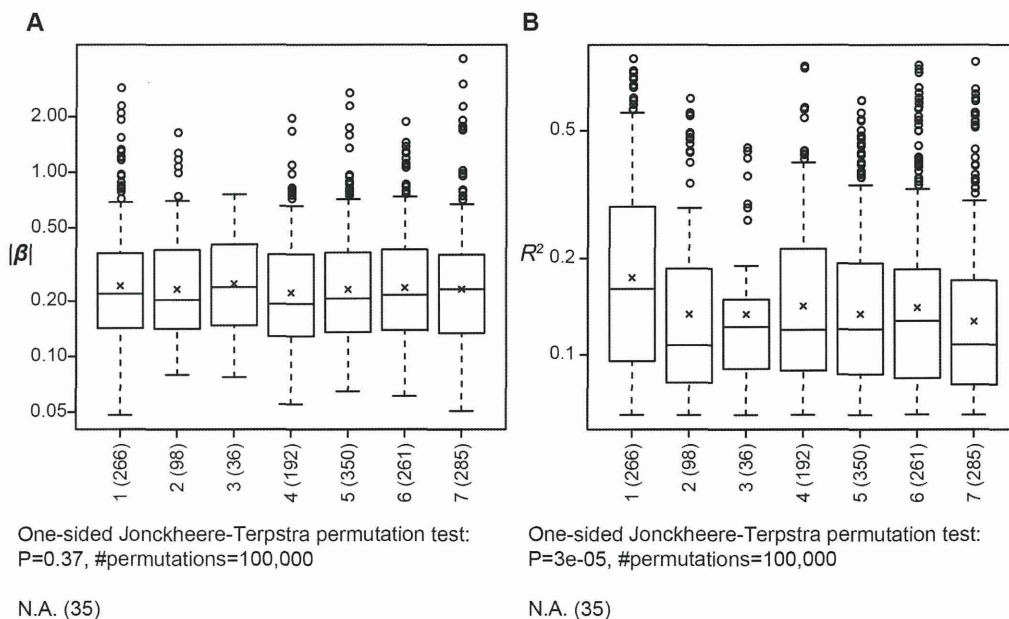 A
B
|β|
2.00
1.00
0.50
0.20
0.10
0.05
1 (266)
2 (98)
3 (36)
4 (192)
5 (350)
6 (261)
7 (285)
R²
0.5
0.2
0.1
1 (266)
2 (98)
3 (36)
4 (192)
5 (350)
6 (261)
7 (285)
One-sided Jonckheere-Terpstra permutation test:
P=0.37, #permutations=100,000
N.A. (35)
One-sided Jonckheere-Terpstra permutation test:
P=3e-05, #permutations=100,000
N.A. (35)